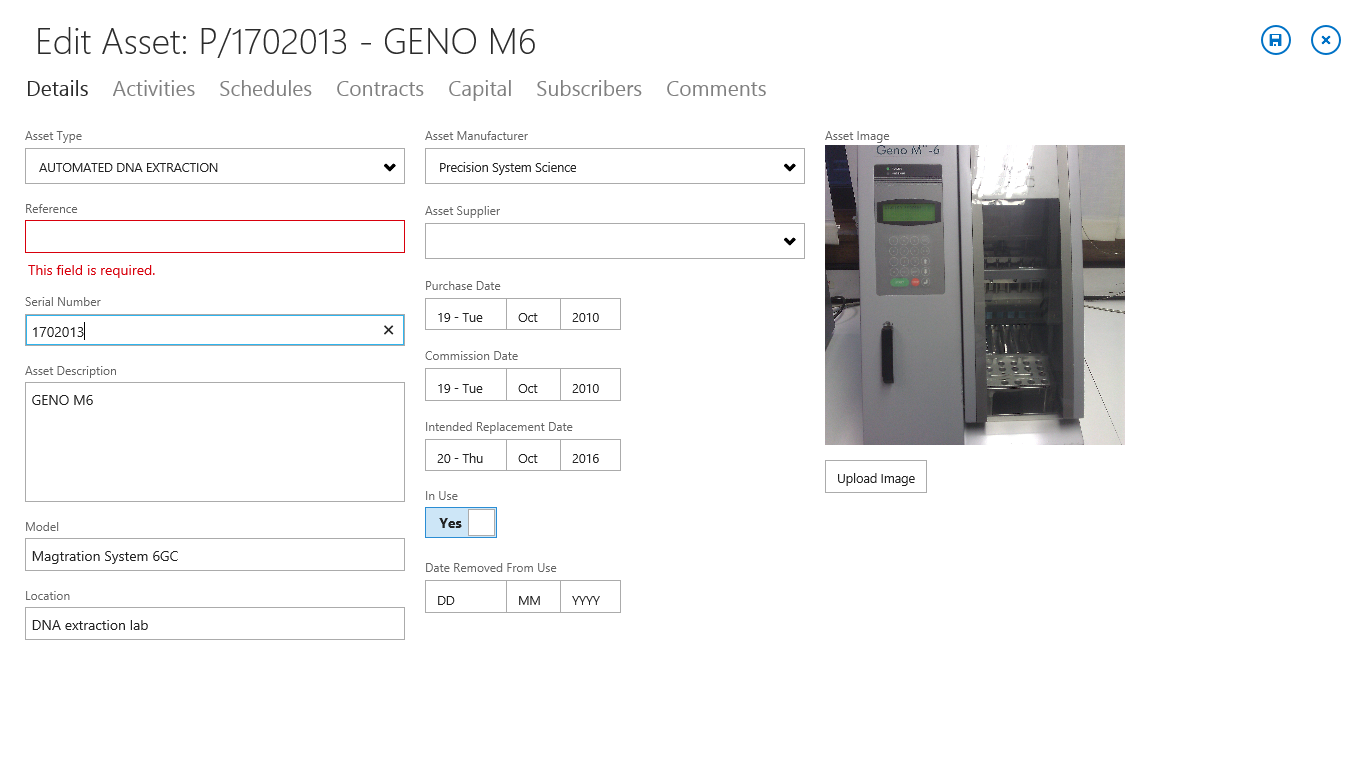 Edit Asset: P/1702013 - GENO M6
Details Activities Schedules Contracts Capital Subscribers Comments
Asset Type
AUTOMATED DNA EXTRACTION
Reference
This field is required.
Serial Number
1702013
Asset Description
GENO M6
Model
Magtration System 6GC
Location
DNA extraction lab
Asset Manufacturer
Precision System Science
Asset Supplier
Purchase Date
19 - Tue Oct 2010
Commission Date
19 - Tue Oct 2010
Intended Replacement Date
20 - Thu Oct 2016
In Use
Yes
Date Removed From Use
DD MM YYYY
Asset Image
Geno M -6
Upload Image